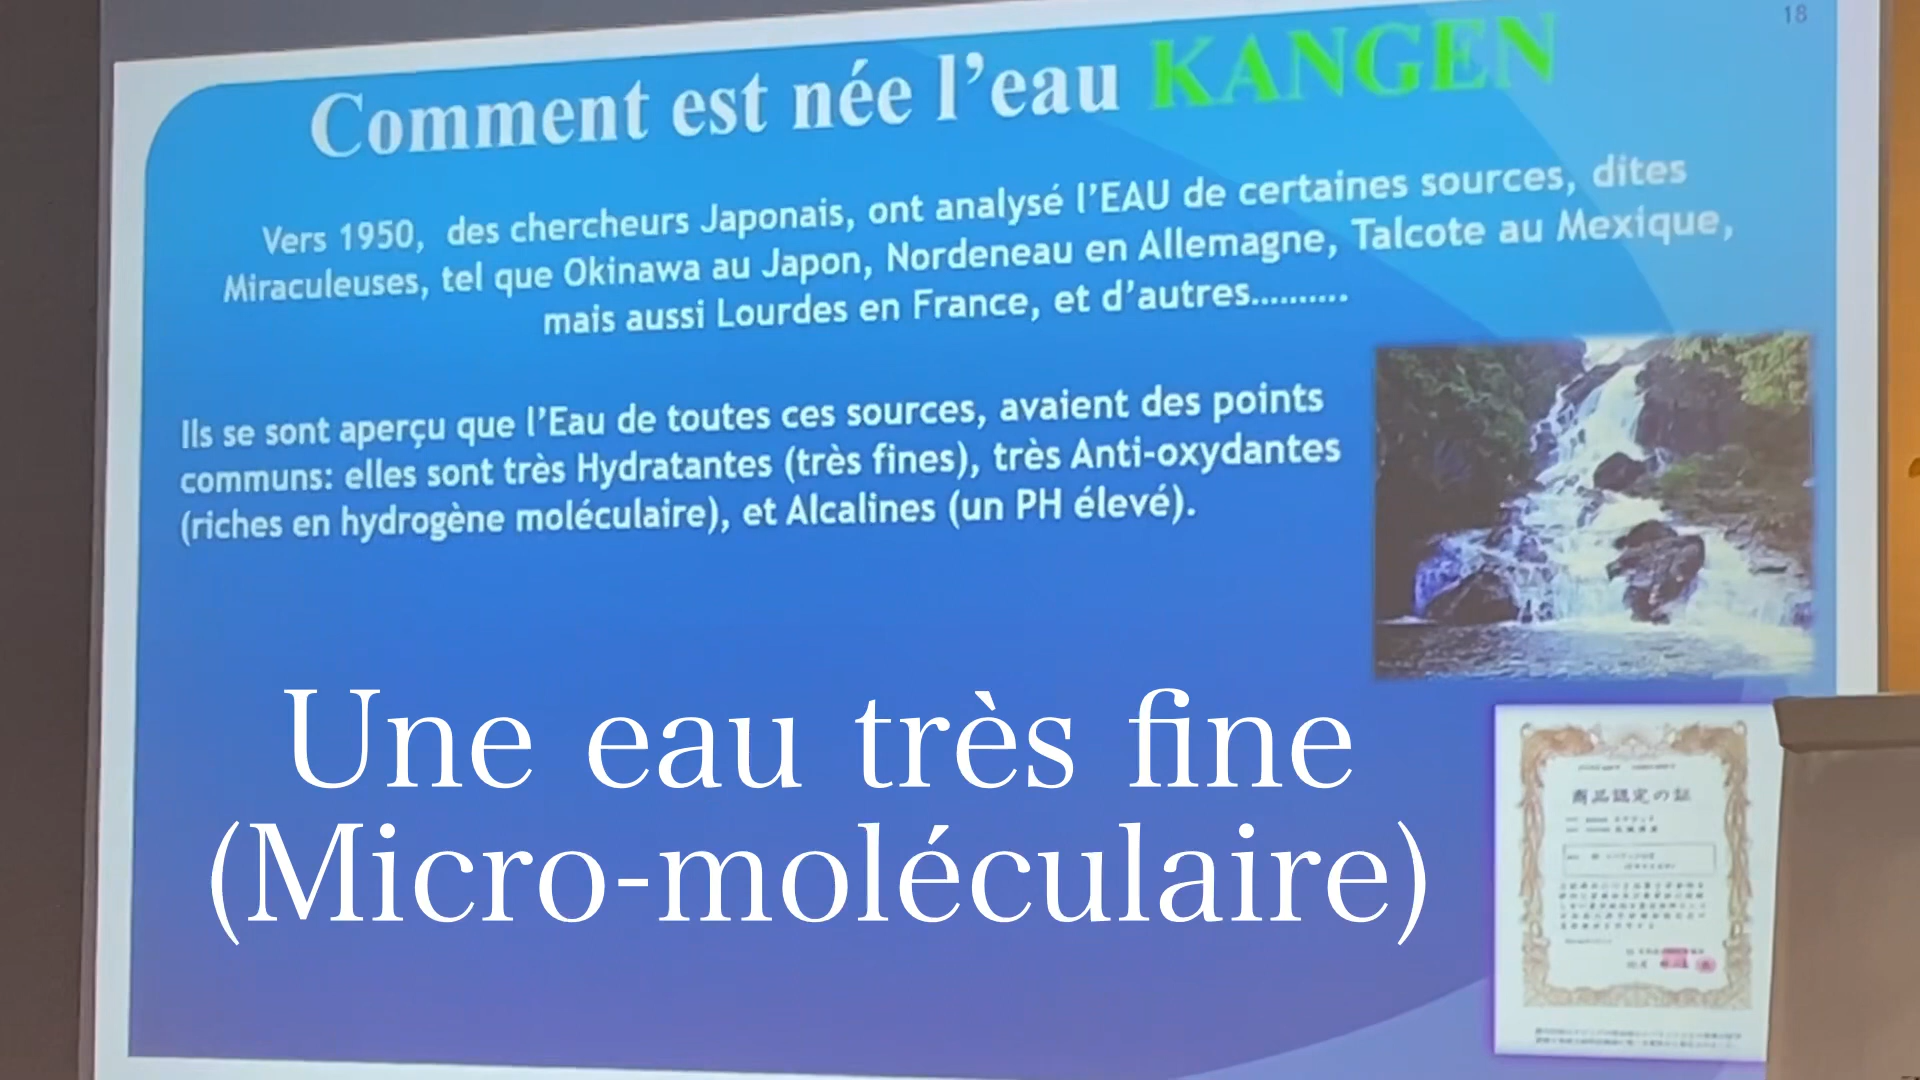 18
Comment est née l'eau KANGEN
Vers 1950, des chercheurs Japonais, ont analysé l'EAU de certaines sources, dites
Miraculeuses, tel que Okinawa au Japon, Nordeneau en Allemagne, Talcote au Mexique,
mais aussi Lourdes en France, et d'autres..........
Ils se sont aperçu que l'Eau de toutes ces sources, avaient des points
communs: elles sont très Hydratantes (très fines), très Anti-oxydantes
(riches en hydrogène moléculaire), et Alcalines (un PH élevé).
Une eau très fine
(Micro-moléculaire)
商品認定の証